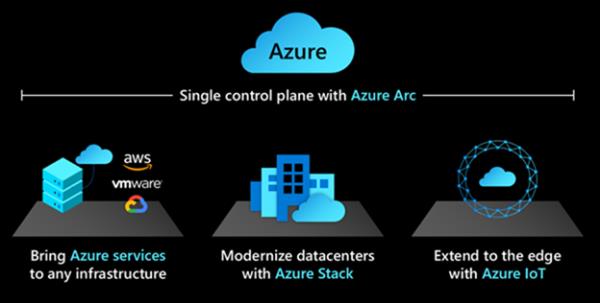 Azure
Single control plane with Azure Arc
aws
vmware
Bring Azure services
to any infrastructure
Modernize datacenters
with Azure Stack
Extend to the edge
with Azure IoT